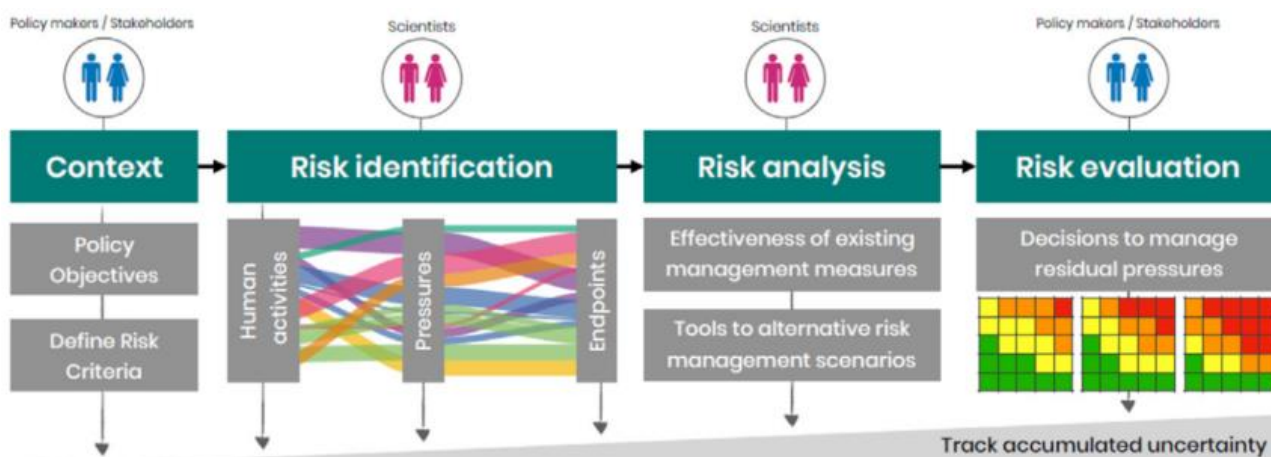 Policy makers / Stakeholders
Scientists
Scientists
Policy makers / Stakeholders
Context
Risk identification
Risk analysis
Risk evaluation
Policy
Objectives
Define Risk
Criteria
Human
activities
Pressures
Endpoints
Effectiveness of existing
management measures
Tools to alternative risk
management scenarios
Decisions to manage
residual pressures
Track accumulated uncertainty